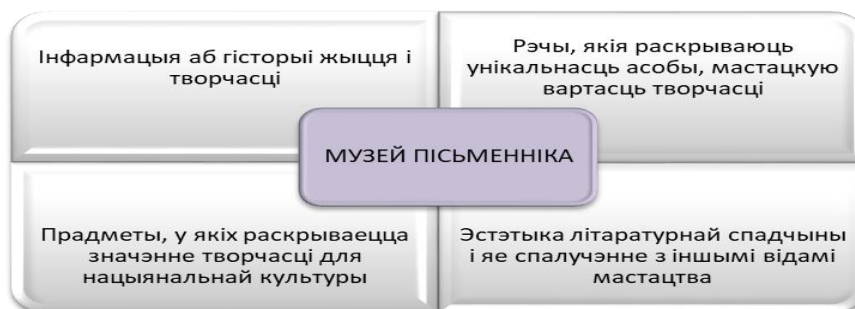 Інфармацыя аб гісторыі жыцця і
творчасці
Рэчы, якія раскрываюць
унікальнасць асобы, мастацкую
вартасць творчасці
МУЗЕЙ ПІСЬМЕННІКА
Прадметы, у якіх раскрываецца
значэнне творчасці для
нацыянальнай культуры
Эстэтыка літаратурнай спадчыны
і яе спалучэнне з іншымі відамі
мастацтва